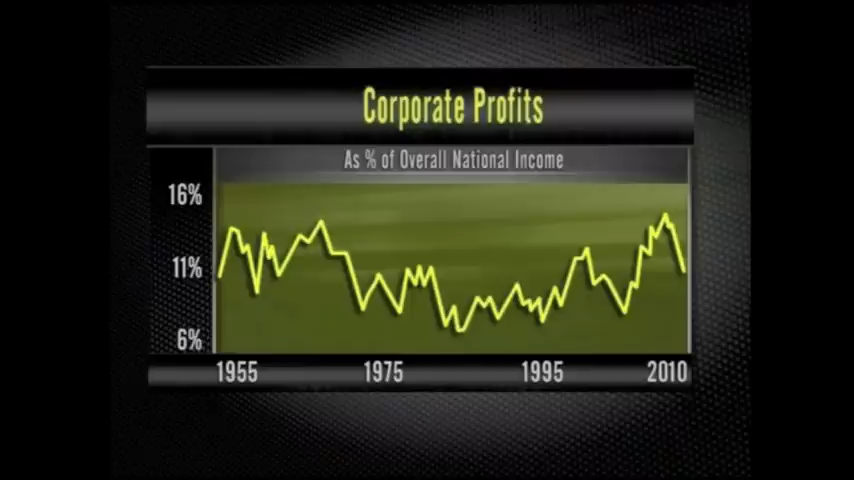 Corporate Profits
As % of Overall National Income
16%
11%
6%
1955 1975 1995 2010